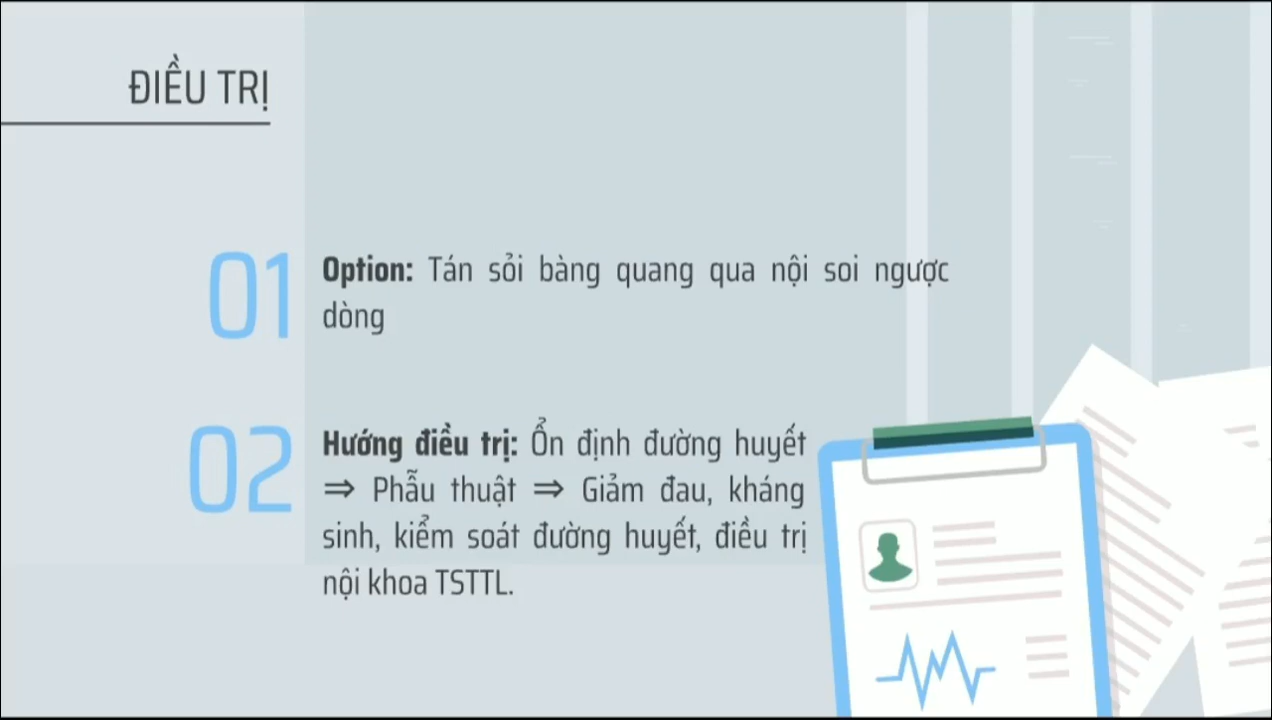 ĐIỀU TRỊ
01
Option: Tán sỏi bàng quang qua nội soi ngược
dòng
02
Hướng điều trị: Ổn định đường huyết
⇒ Phẫu thuật ⇒ Giảm đau, kháng
sinh, kiểm soát đường huyết, điều trị
nội khoa TSTTL.